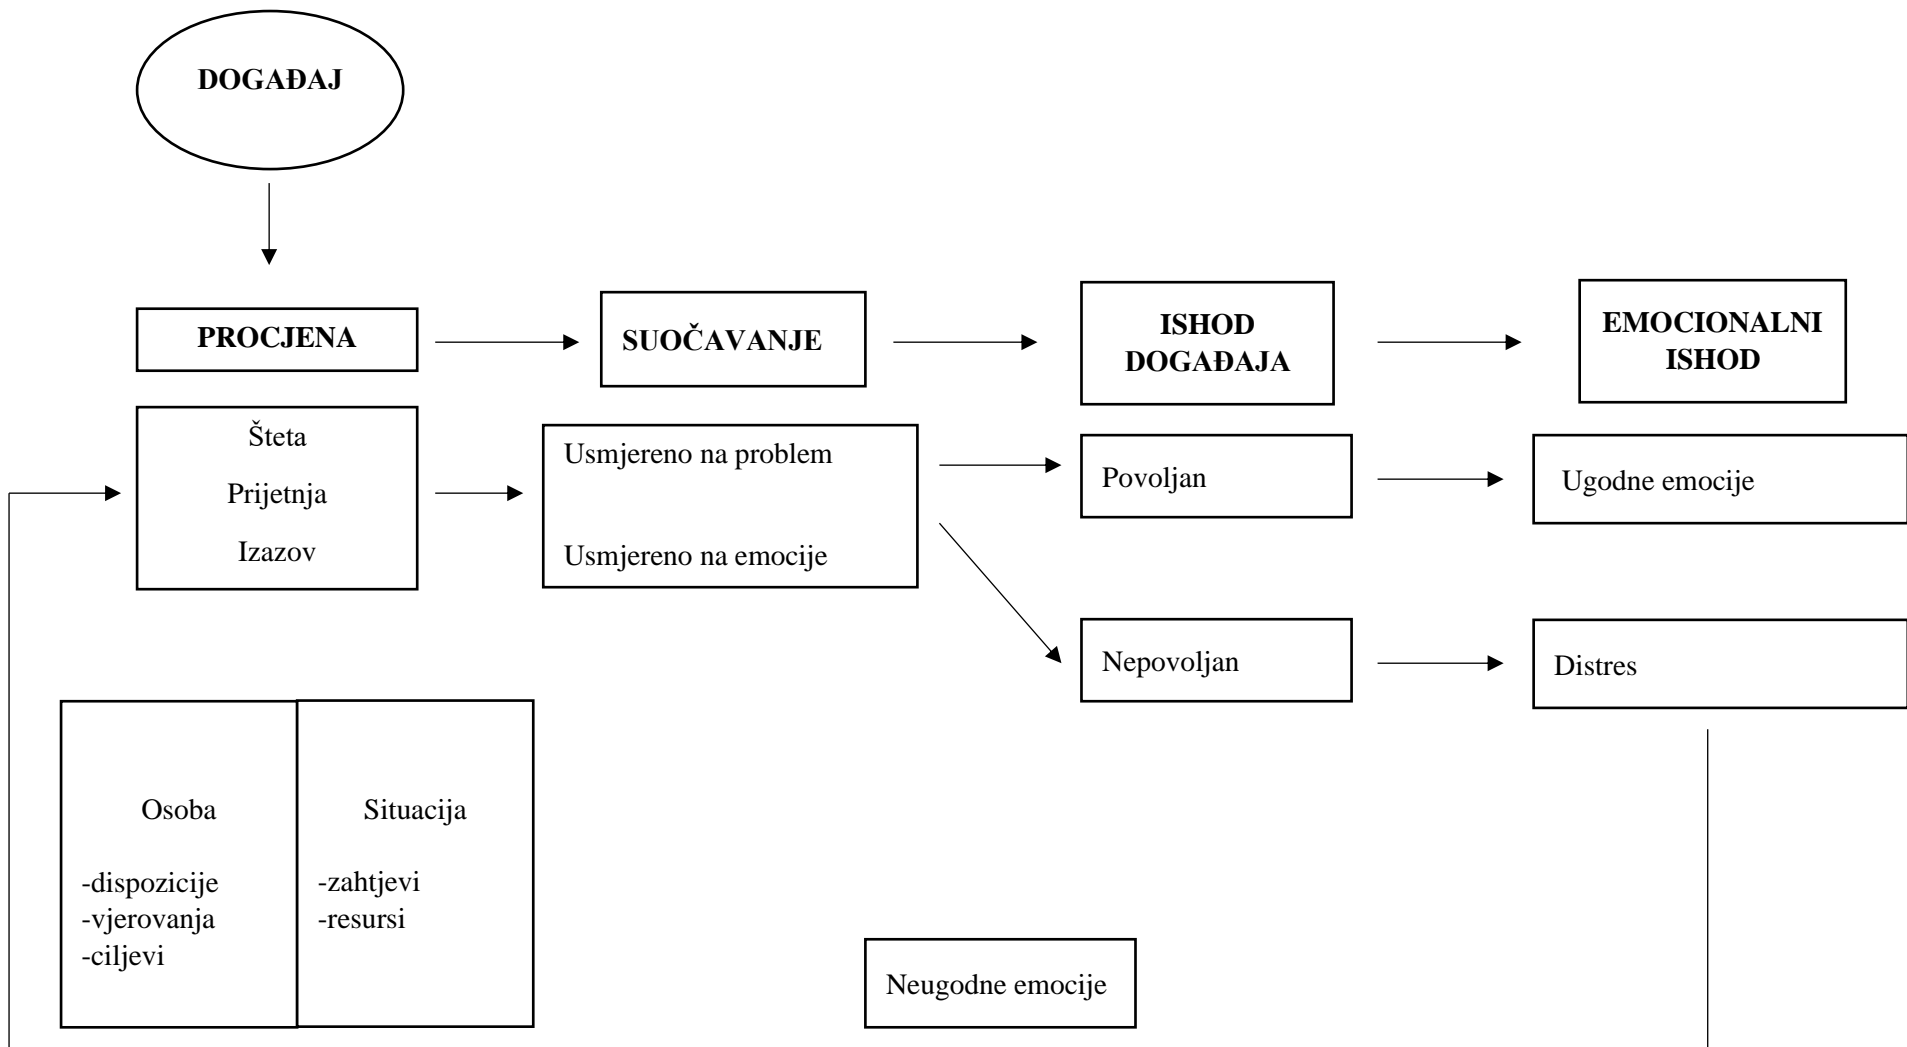 DOGAĐAJ
PROCJENA
SUOČAVANJE
ISHOD
DOGAĐAJA
EMOCIONALNI
ISHOD
Šteta
Prijetnja
Izazov
Usmjereno na problem
Usmjereno na emocije
Povoljan
Ugodne emocije
Nepovoljan
Distres
Osoba
-dispozicije
-vjerovanja
-ciljevi
Situacija
-zahtjevi
-resursi
Neugodne emocije